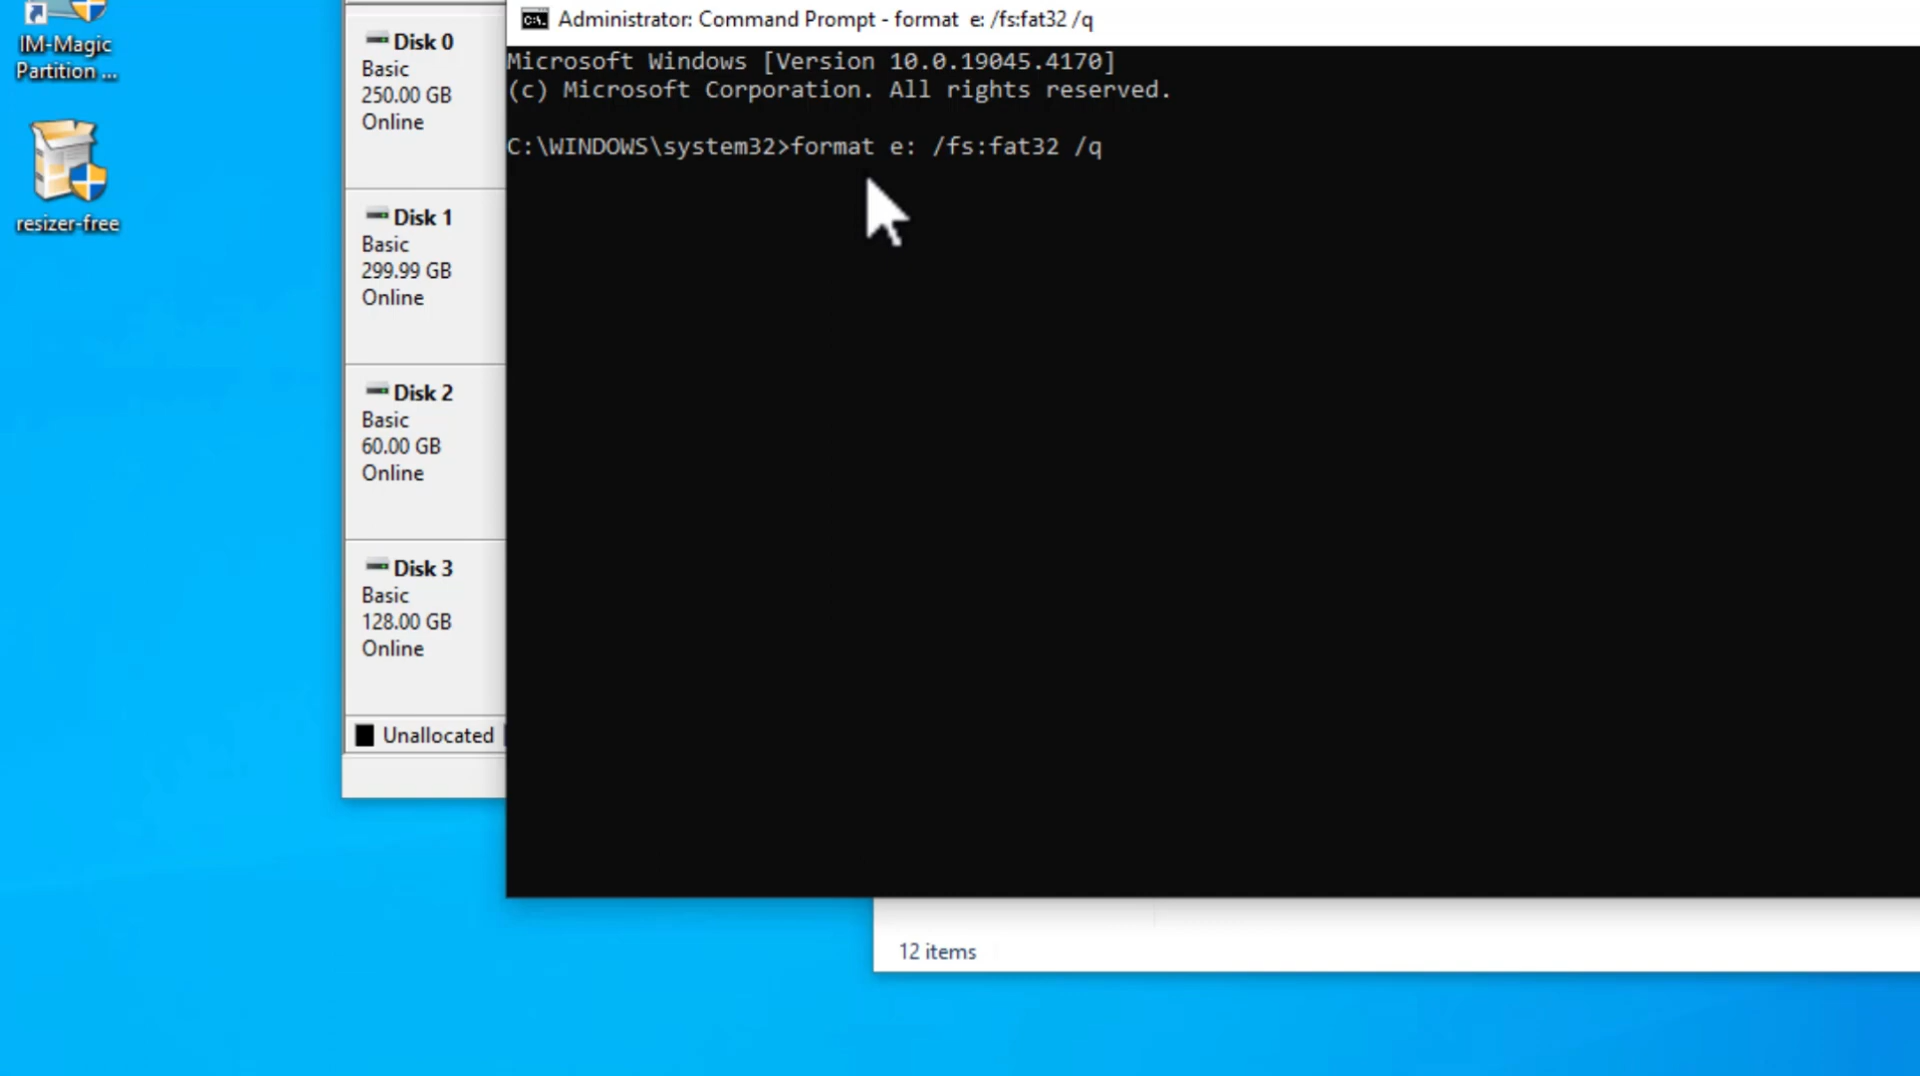 IM-Magic
Partition ...
resizer-free
Disk 0
Basic
250.00 GB
Online
Disk 1
Basic
299.99 GB
Online
Disk 2
Basic
60.00 GB
Online
Disk 3
Basic
128.00 GB
Online
Unallocated
Administrator: Command Prompt - format  e: /fs:fat32 /q
Microsoft Windows [Version 10.0.19045.4170]
(c) Microsoft Corporation. All rights reserved.
C:\WINDOWS\system32>format e: /fs:fat32 /q
12 items